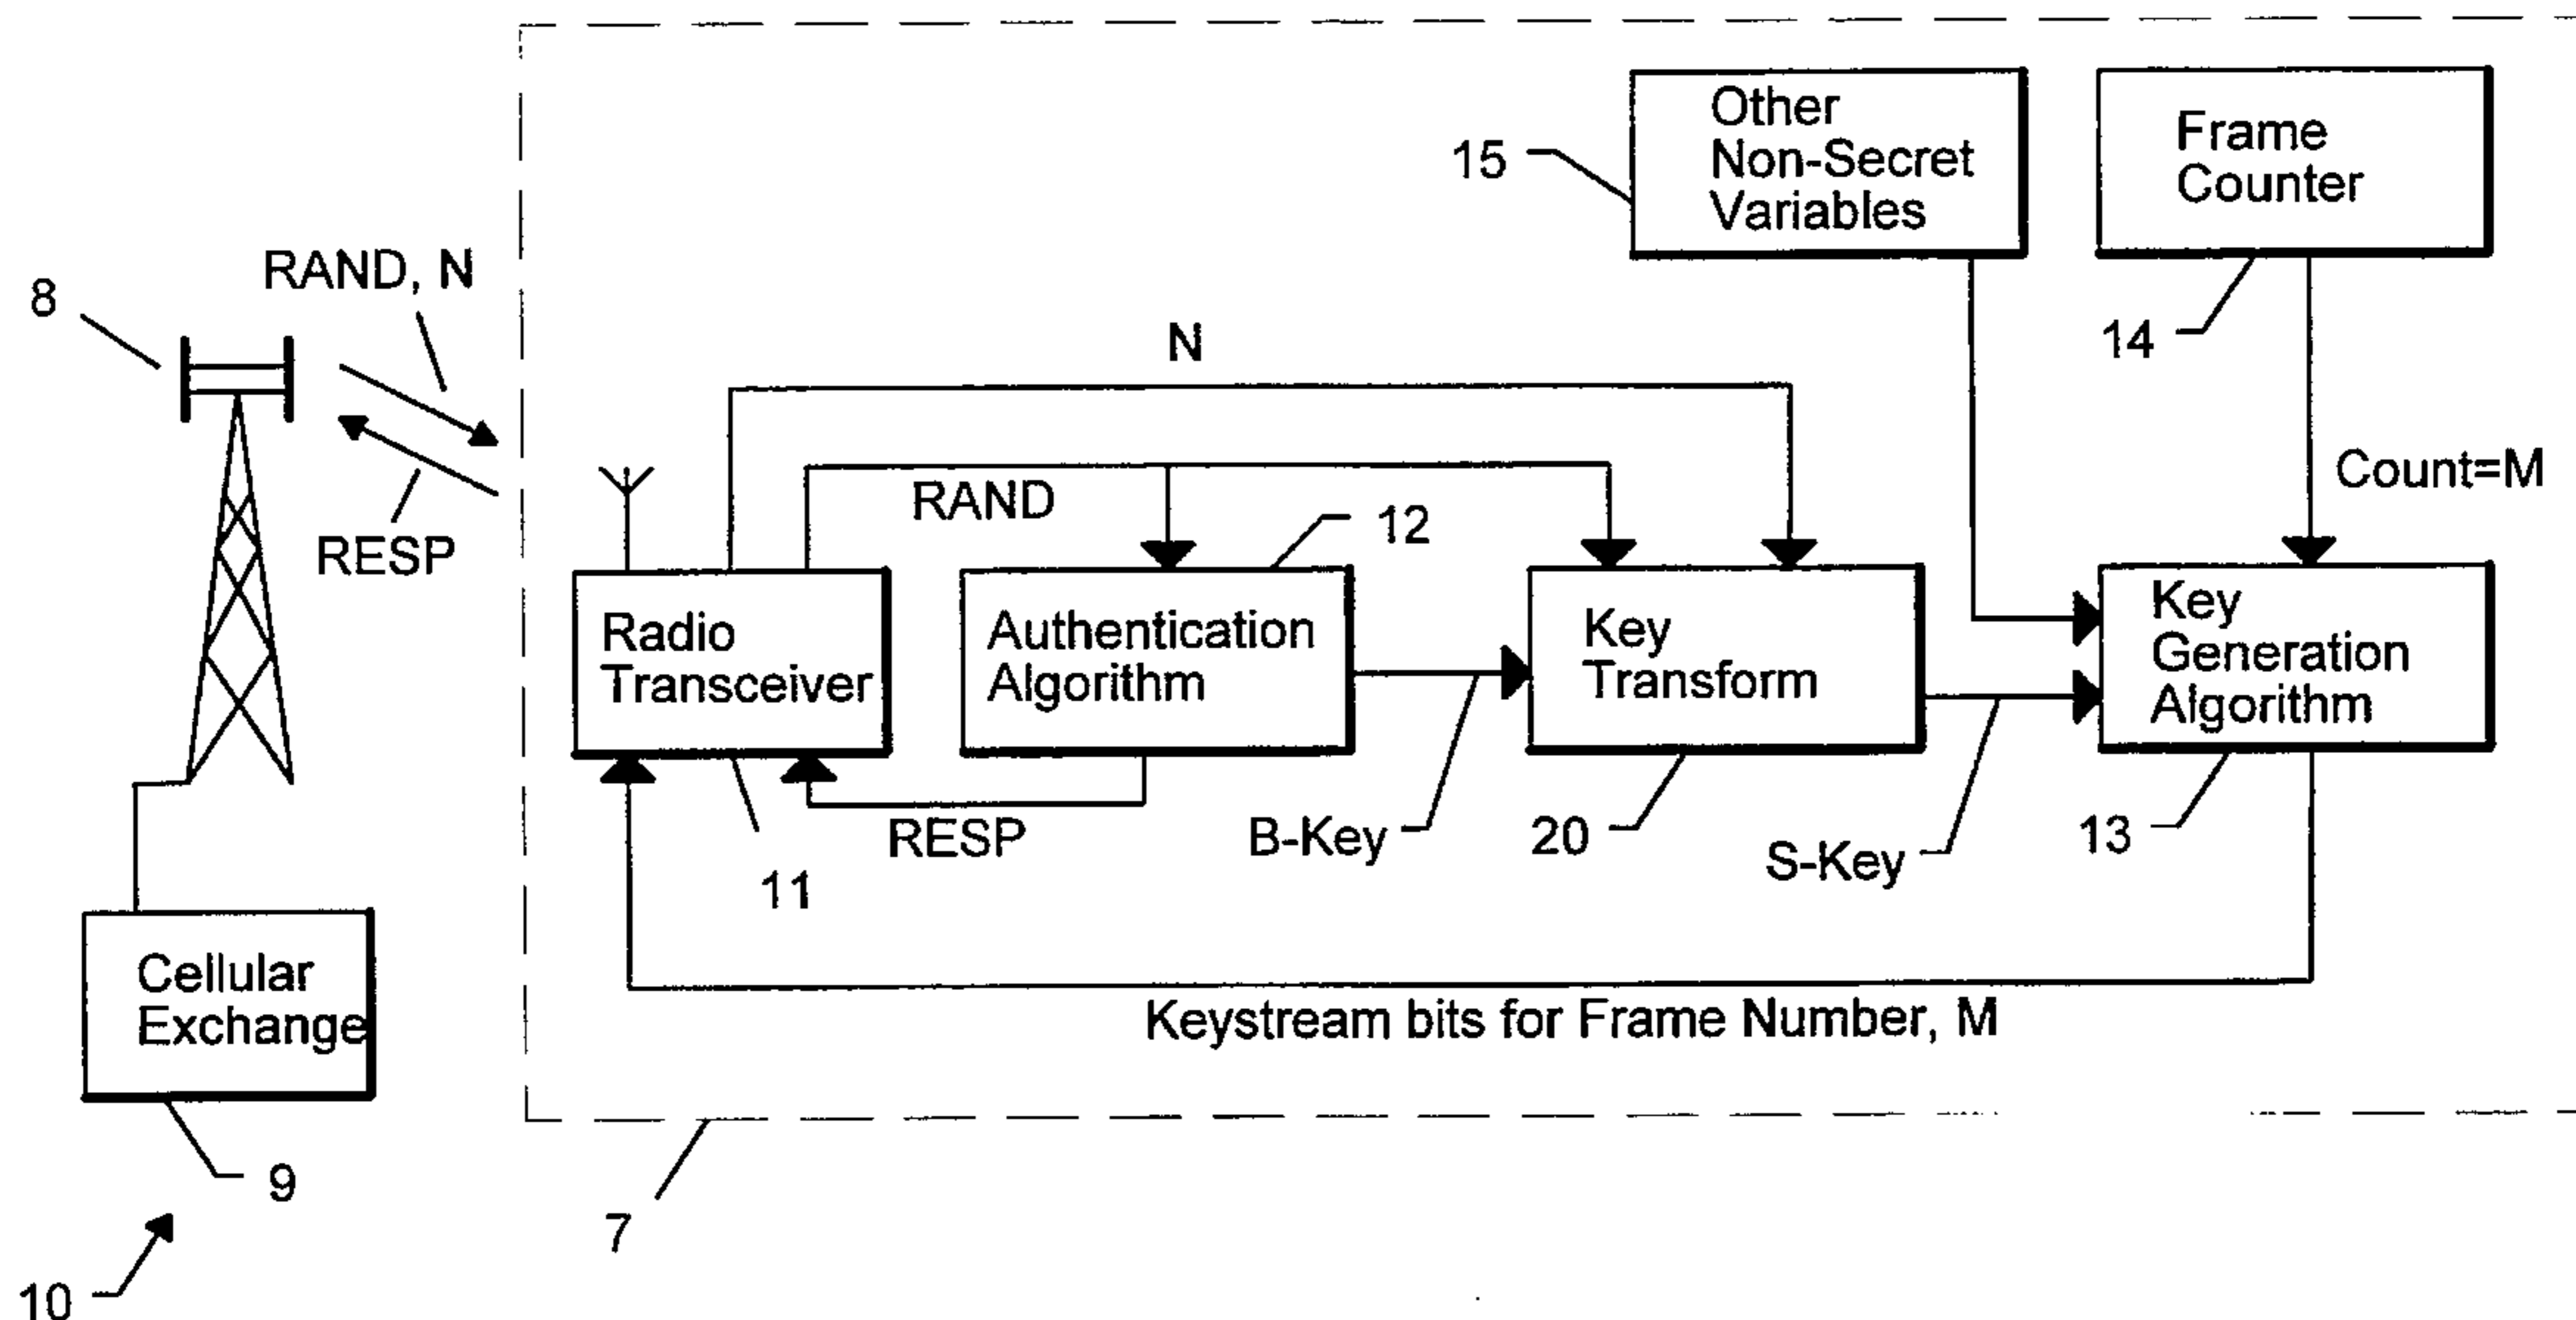 Other
Non-Secret
Variables
Frame
Counter
15
14
RAND, N
8
N
Count=M
RAND
12
RESP
Radio
Transceiver
Authentication
Algorithm
Key
Transform
Key
Generation
Algorithm
RESP
B-Key
20
S-Key
13
11
Cellular
Exchange
Keystream bits for Frame Number, M
9
7
10